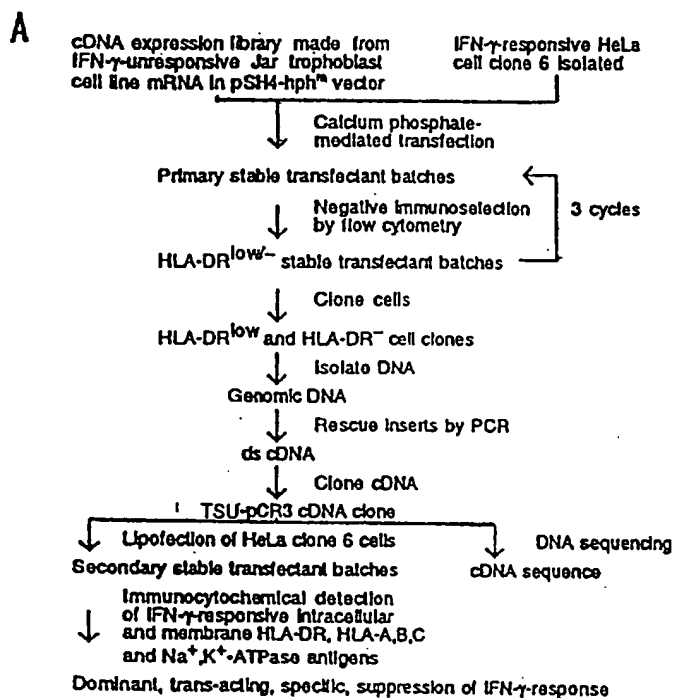 A
cDNA expression library made from
IFN-γ-unresponsive Jar trophoblast
cell line mRNA in pSH4-hphᵐ vector
IFN-γ-responsive HeLa
cell clone 6 isolated
Calcium phosphate-
mediated transfection
Primary stable transfectant batches
Negative immunoselection
by flow cytometry
3 cycles
HLA-DR^low/- stable transfectant batches
Clone cells
HLA-DR^low and HLA-DR⁻ cell clones
Isolate DNA
Genomic DNA
Rescue inserts by PCR
ds cDNA
Clone cDNA
TSU-pCR3 cDNA clone
Lipofection of HeLa clone 6 cells
DNA sequencing
Secondary stable transfectant batches
cDNA sequence
Immunocytochemical detection
of IFN-γ-responsive intracellular
and membrane HLA-DR, HLA-A,B,C
and Na⁺,K⁺-ATPase antigens
Dominant, trans-acting, specific, suppression of IFN-γ-response